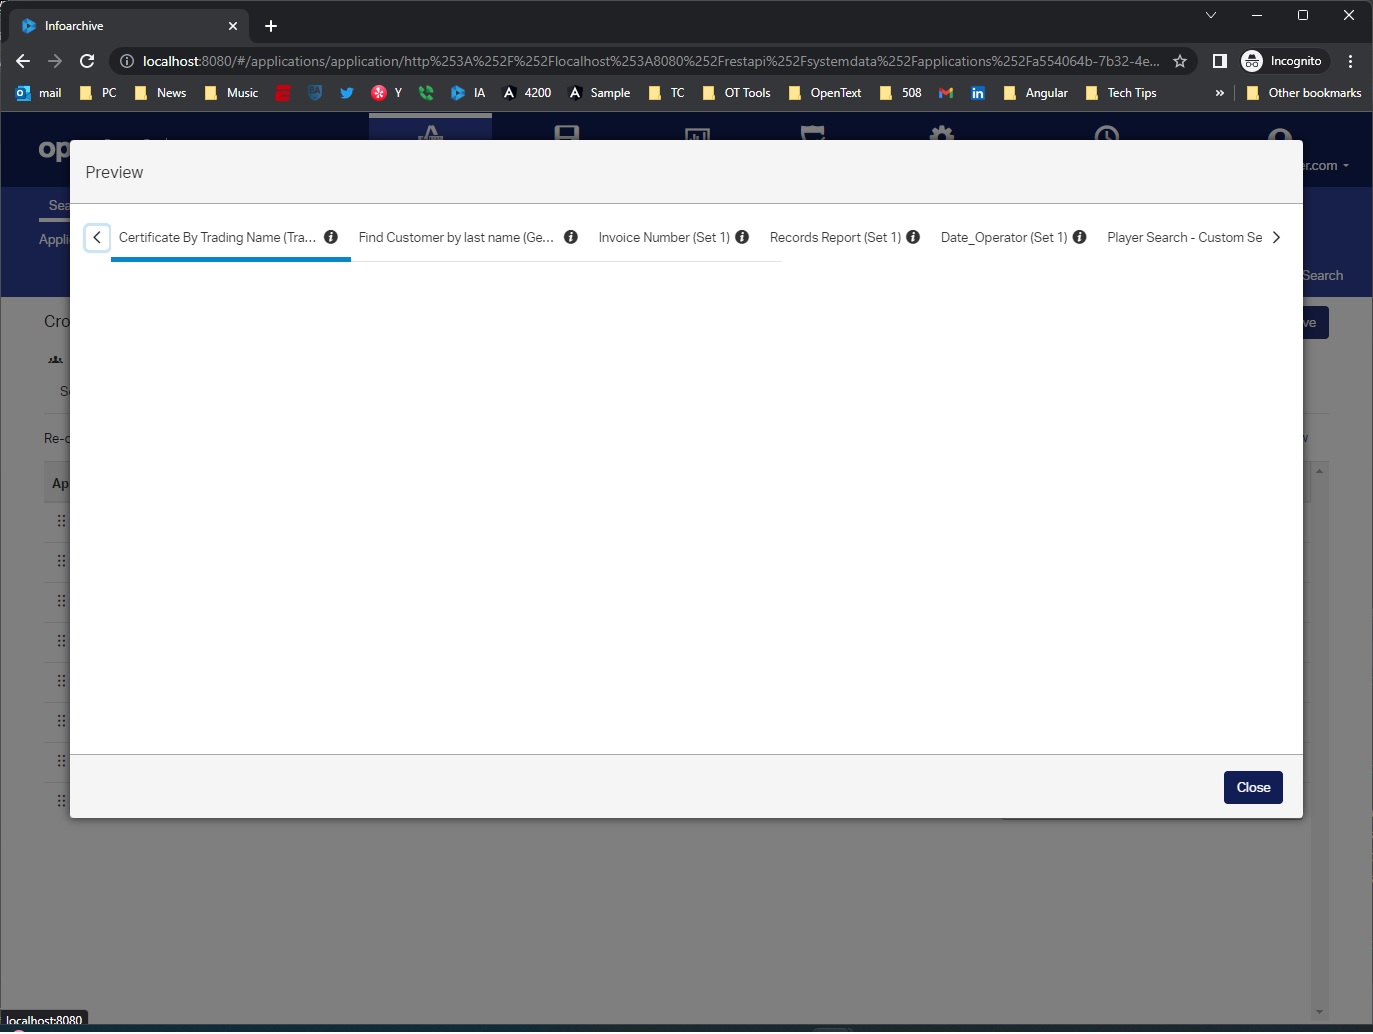 Infoarchive
localhost:8080/#/applications/application/http%253A%252F%252Flocalhost%253A8080%252Frestapi%252Fsystemdata%252Fapplications%252Fa554064b-7b32-4e...
Incognito
mail PC News Music Y IA 4200 Sample TC OT Tools OpenText 508 Angular Tech Tips » Other bookmarks
op
er.com
Preview
Sea
Appli
Certificate By Trading Name (Tra... Find Customer by last name (Ge... Invoice Number (Set 1) Records Report (Set 1) Date_Operator (Set 1) Player Search - Custom Se
Search
Cro
ve
S
Re-c
w
Ap
Close
localhost:8080